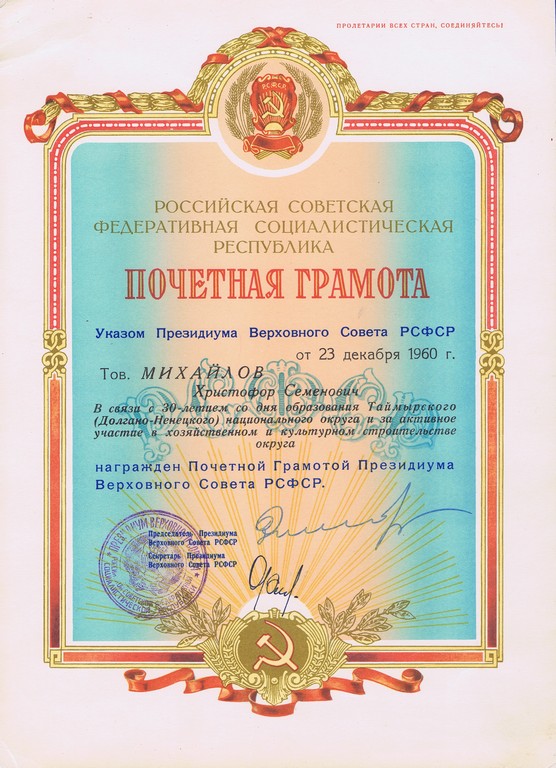 ПРОЛЕТАРИИ ВСЕХ СТРАН, СОЕДИНЯЙТЕСЬ!
РСФСР
РОССИЙСКАЯ СОВЕТСКАЯ
ФЕДЕРАТИВНАЯ СОЦИАЛИСТИЧЕСКАЯ
РЕСПУБЛИКА
ПОЧЕТНАЯ ГРАМОТА
Указом Президиума Верховного Совета РСФСР
от 23 декабря 1960 г.
Тов. МИХАЙЛОВ
Христофор Семенович
В связи с 30-летием со дня образования Таймырского
(Долгано-Ненецкого) национального округа и за активное
участие в хозяйственном и культурном строительстве
округа
награжден Почетной Грамотой Президиума
Верховного Совета РСФСР.
Председатель Президиума
Верховного Совета РСФСР
Секретарь Президиума
Верховного Совета РСФСР
ПРЕЗИДИУМ ВЕРХОВНОГО